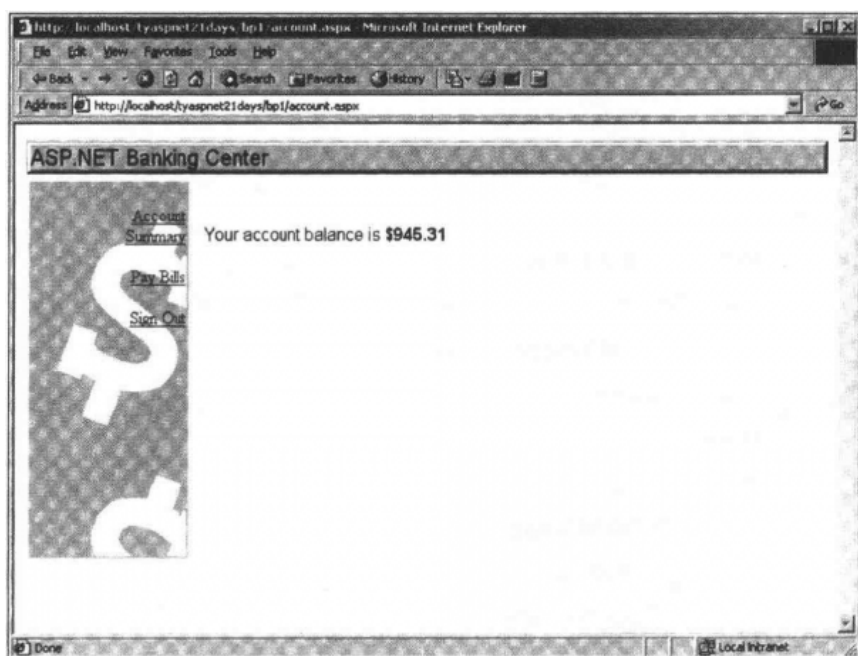 http://localhost/tyaspnet21days/bp1/account.aspx - Microsoft Internet Explorer
File Edit View Favorites Tools Help
Back Search Favorites History
Address http://localhost/tyaspnet21days/bp1/account.aspx Go
ASP.NET Banking Center
Account
Summary
Your account balance is $945.31
Pay Bills
Sign Out
Done Local intranet